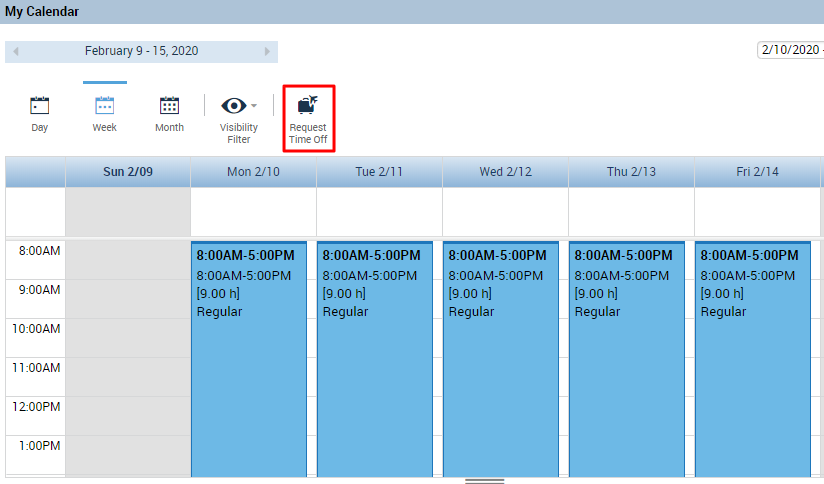 My Calendar
February 9 - 15, 2020
2/10/2020 -
Day
Week
Month
Visibility
Filter
Request
Time Off
Sun 2/09
Mon 2/10
Tue 2/11
Wed 2/12
Thu 2/13
Fri 2/14
8:00AM
9:00AM
10:00AM
11:00AM
12:00PM
1:00PM
8:00AM-5:00PM
8:00AM-5:00PM
[9.00 h]
Regular
8:00AM-5:00PM
8:00AM-5:00PM
[9.00 h]
Regular
8:00AM-5:00PM
8:00AM-5:00PM
[9.00 h]
Regular
8:00AM-5:00PM
8:00AM-5:00PM
[9.00 h]
Regular
8:00AM-5:00PM
8:00AM-5:00PM
[9.00 h]
Regular